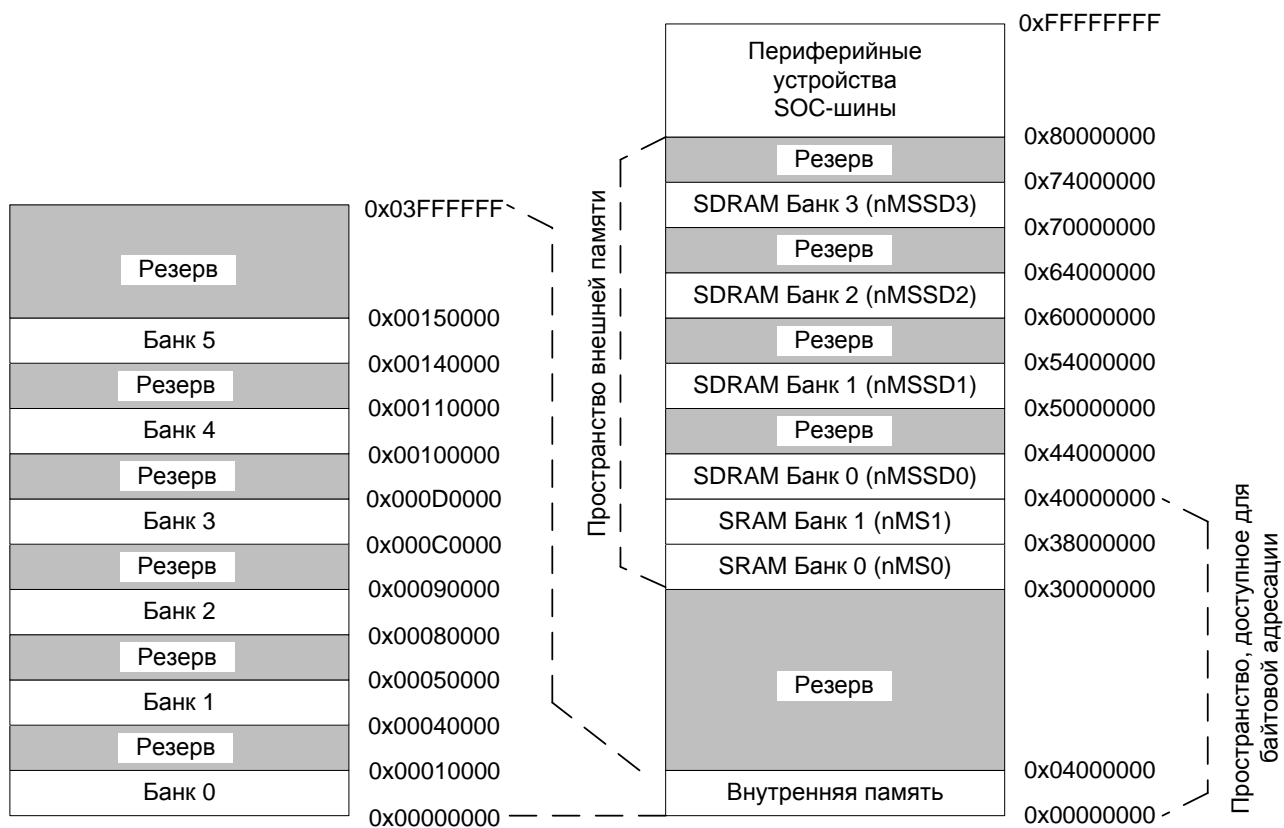 0x03FFFFFF
Резерв
0x00150000
Банк 5
0x00140000
Резерв
0x00110000
Банк 4
0x00100000
Резерв
0x000D0000
Банк 3
0x000C0000
Резерв
0x00090000
Банк 2
0x00080000
Резерв
0x00050000
Банк 1
0x00040000
Резерв
0x00010000
Банк 0
0x00000000
Пространство внешней памяти
0xFFFFFFFF
Периферийные
устройства
SOC-шины
0x80000000
Резерв
0x74000000
SDRAM Банк 3 (nMSSD3)
0x70000000
Резерв
0x64000000
SDRAM Банк 2 (nMSSD2)
0x60000000
Резерв
0x54000000
SDRAM Банк 1 (nMSSD1)
0x50000000
Резерв
0x44000000
SDRAM Банк 0 (nMSSD0)
0x40000000
SRAM Банк 1 (nMS1)
0x38000000
SRAM Банк 0 (nMS0)
0x30000000
Резерв
0x04000000
Внутренняя память
0x00000000
Пространство, доступное для
байтовой адресации